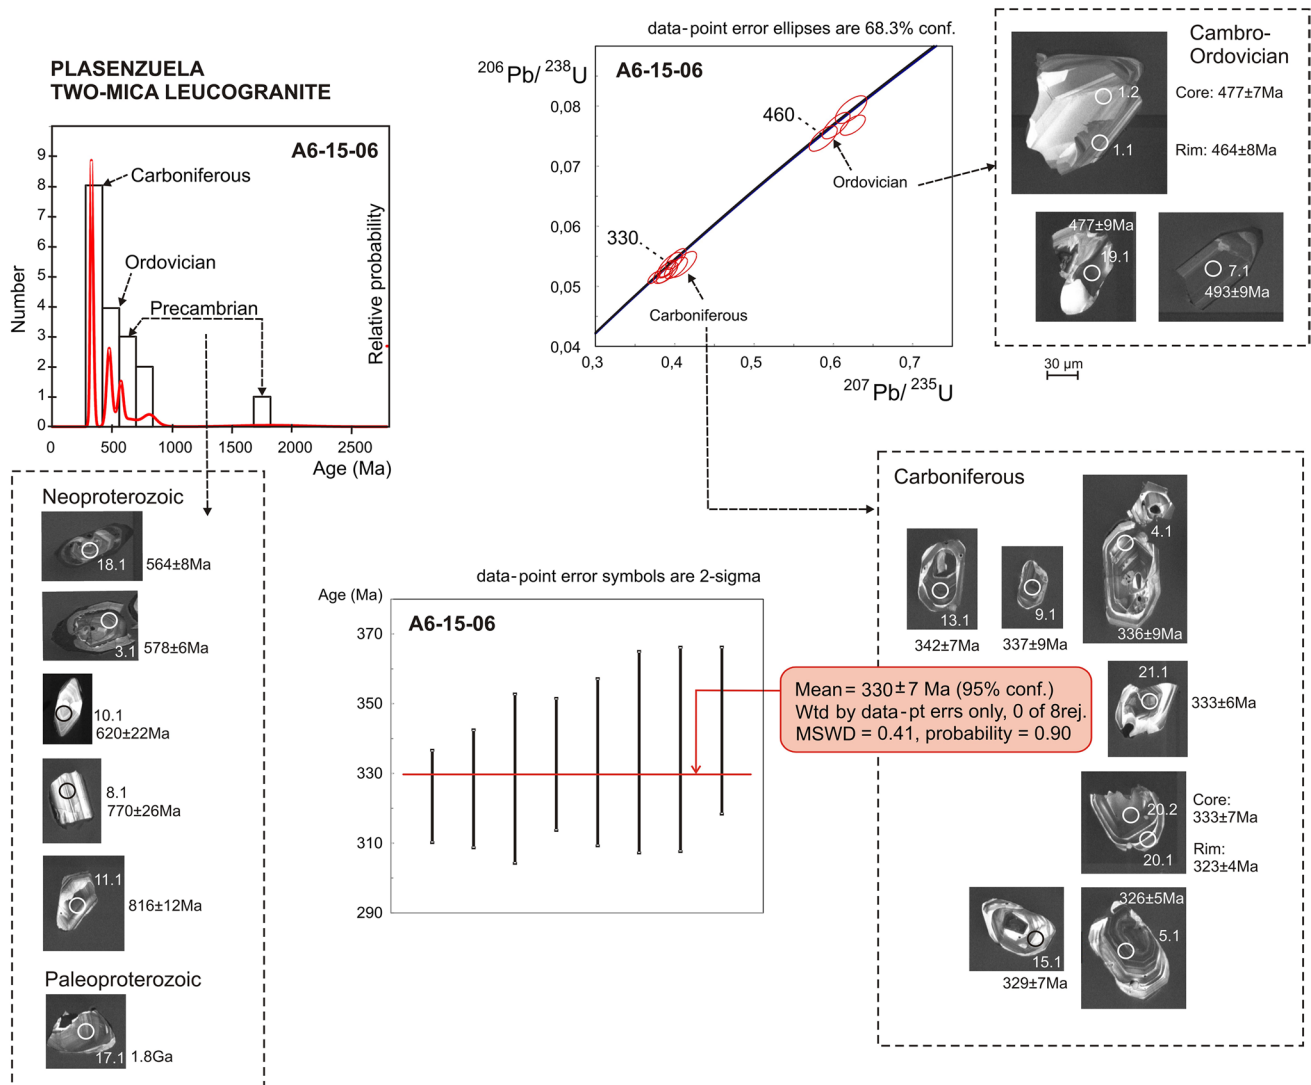 PLASENZUELA
TWO-MICA LEUCOGRANITE
A6-15-06
Number
9
8
7
6
5
4
3
2
1
0
Carboniferous
Ordovician
Precambrian
Relative probability
0
500
1000
1500
2000
2500
Age (Ma)
data-point error ellipses are 68.3% conf.
206Pb/ 238U
A6-15-06
0,08
0,07
0,06
0,05
0,04
460
Ordovician
330
Carboniferous
0,3
0,4
0,5
0,6
0,7
207Pb/ 235U
Cambro-
Ordovician
1.2
Core: 477±7Ma
1.1
Rim: 464±8Ma
477±9Ma
19.1
7.1
493±9Ma
30 µm
Neoproterozoic
18.1
564±8Ma
3.1
578±6Ma
10.1
620±22Ma
8.1
770±26Ma
11.1
816±12Ma
Paleoproterozoic
17.1
1.8Ga
data-point error symbols are 2-sigma
Age (Ma)
A6-15-06
370
350
330
310
290
Mean = 330±7 Ma (95% conf.)
Wtd by data-pt errs only, 0 of 8rej.
MSWD = 0.41, probability = 0.90
Carboniferous
4.1
336±9Ma
13.1
342±7Ma
9.1
337±9Ma
21.1
333±6Ma
20.2
Core:
333±7Ma
20.1
Rim:
323±4Ma
326±5Ma
5.1
15.1
329±7Ma